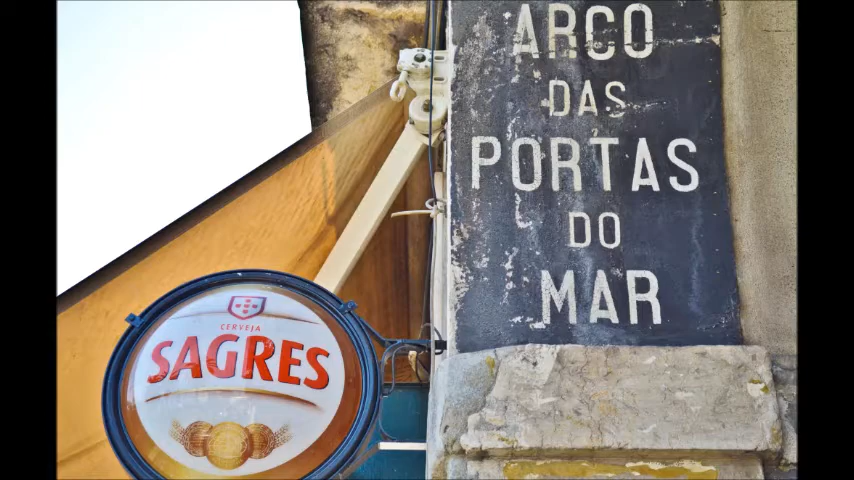 ARCO
DAS
PORTAS
DO
MAR
CERVEJA
SAGRES